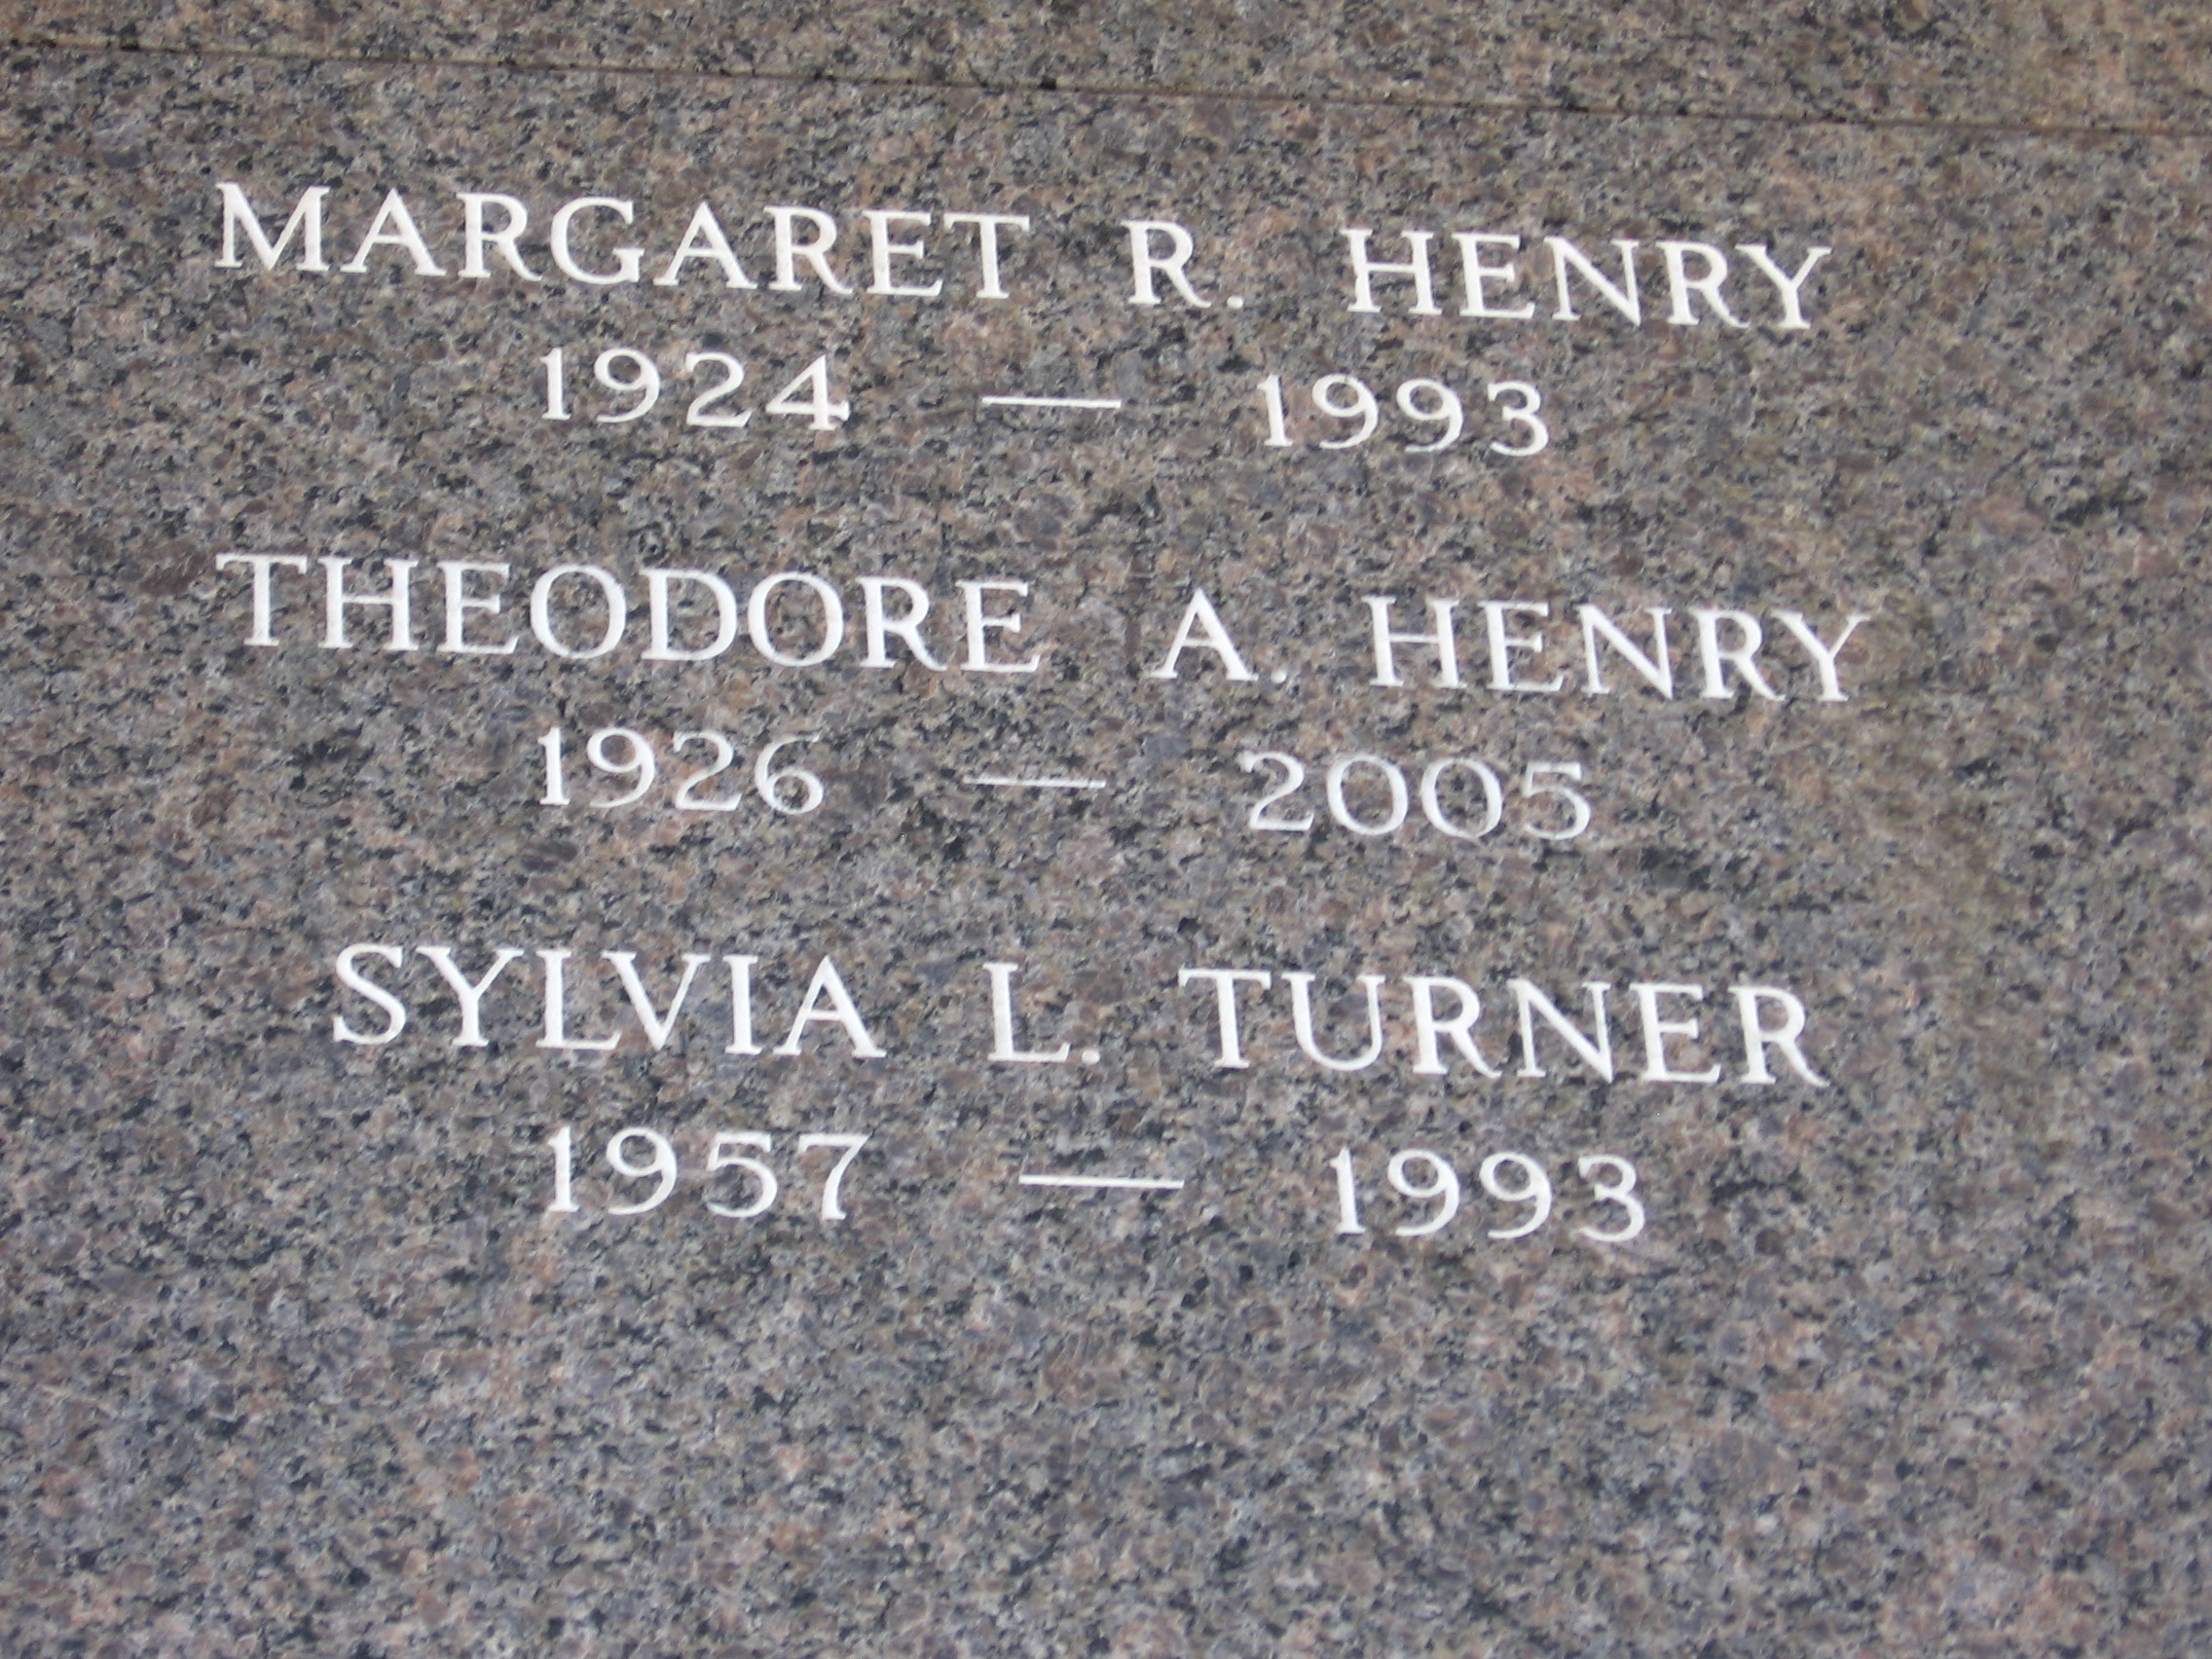 MARGARET R. HENRY
1924 — 1993
THEODORE A. HENRY
1926 — 2005
SYLVIA L. TURNER
1957 — 1993